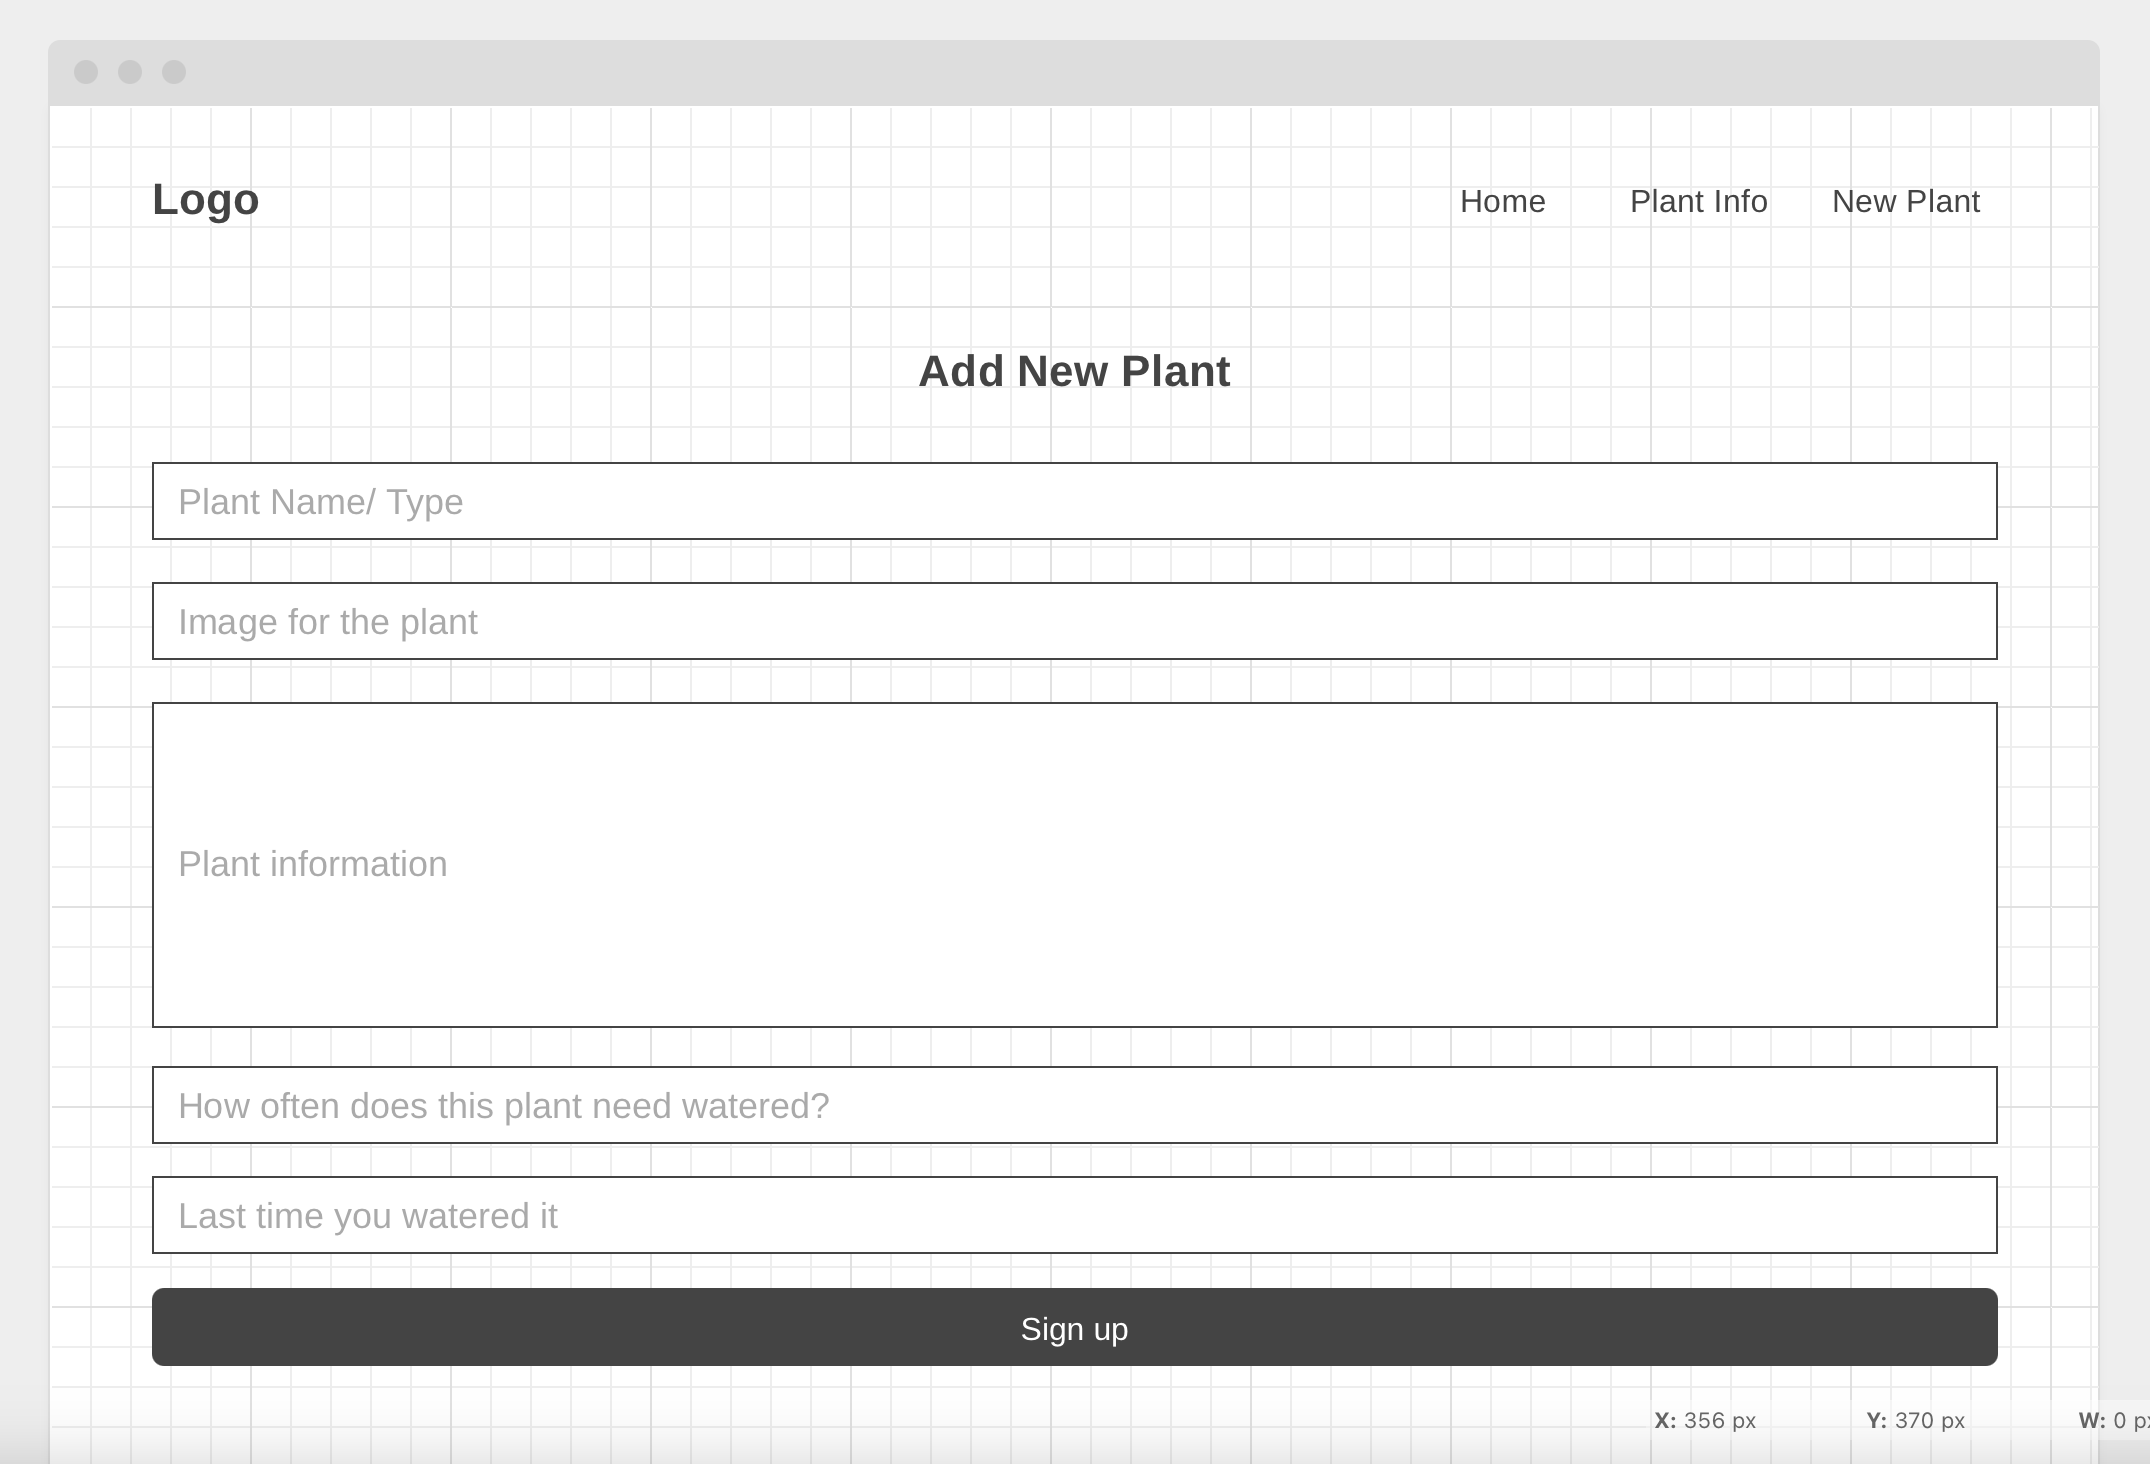 Logo
Home Plant Info New Plant
Add New Plant
Plant Name/ Type
Image for the plant
Plant information
How often does this plant need watered?
Last time you watered it
Sign up
X: 356 px Y: 370 px W: 0 px